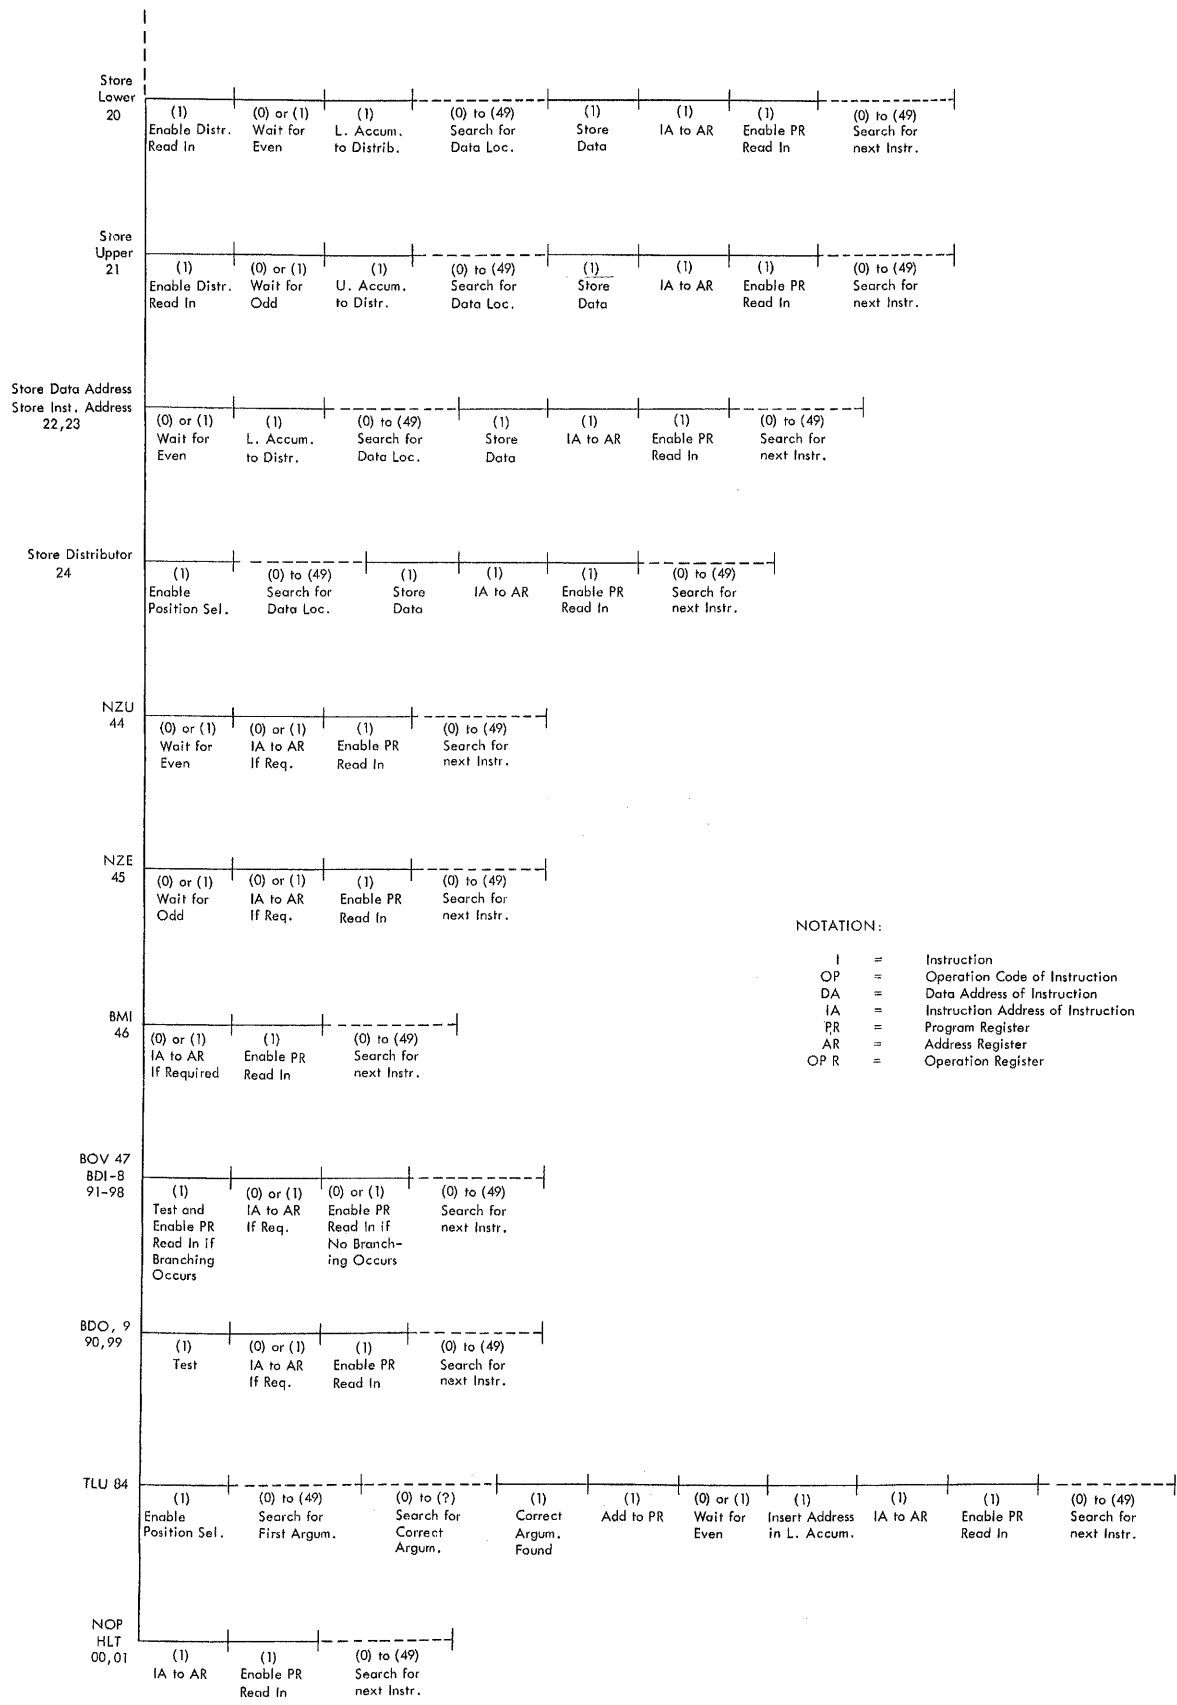 Store
Lower
20
(1) (0) or (1) (1) (0) to (49) (1) (1) (1) (0) to (49)
Enable Distr. Wait for L. Accum. Search for Store IA to AR Enable PR Search for
Read In Even to Distrib. Data Loc. Data Read In next Instr.
Store
Upper
21
(1) (0) or (1) (1) (0) to (49) (1) (1) (1) (0) to (49)
Enable Distr. Wait for U. Accum. Search for Store IA to AR Enable PR Search for
Read In Odd to Distr. Data Loc. Data Read In next Instr.
Store Data Address
Store Inst. Address
22,23
(0) or (1) (1) (0) to (49) (1) (1) (1) (0) to (49)
Wait for L. Accum. Search for Store IA to AR Enable PR Search for
Even to Distr. Data Loc. Data Read In next Instr.
Store Distributor
24
(1) (0) to (49) (1) (1) (1) (0) to (49)
Enable Search for Store IA to AR Enable PR Search for
Position Sel. Data Loc. Data Read In next Instr.
NZU
44
(0) or (1) (0) or (1) (1) (0) to (49)
Wait for IA to AR Enable PR Search for
Even If Req. Read In next Instr.
NZE
45
(0) or (1) (0) or (1) (1) (0) to (49)
Wait for IA to AR Enable PR Search for
Odd If Req. Read In next Instr.
NOTATION:
I = Instruction
OP = Operation Code of Instruction
DA = Data Address of Instruction
IA = Instruction Address of Instruction
PR = Program Register
AR = Address Register
OP R = Operation Register
BMI
46
(0) or (1) (1) (0) to (49)
IA to AR Enable PR Search for
If Required Read In next Instr.
BOV 47
BDI-8
91-98
(1) (0) or (1) (0) or (1) (0) to (49)
Test and IA to AR Enable PR Search for
Enable PR If Req. Read In if next Instr.
Read In if No Branch-
Branching ing Occurs
Occurs
BDO, 9
90,99
(1) (0) or (1) (1) (0) to (49)
Test IA to AR Enable PR Search for
If Req. Read In next Instr.
TLU 84
(1) (0) to (49) (0) to (?) (1) (1) (0) or (1) (1) (1) (1) (0) to (49)
Enable Search for Search for Correct Add to PR Wait for Insert Address IA to AR Enable PR Search for
Position Sel. First Argum. Correct Argum. Even in L. Accum. Read In next Instr.
Argum. Found
NOP
HLT
00,01
(1) (1) (0) to (49)
IA to AR Enable PR Search for
Read In next Instr.